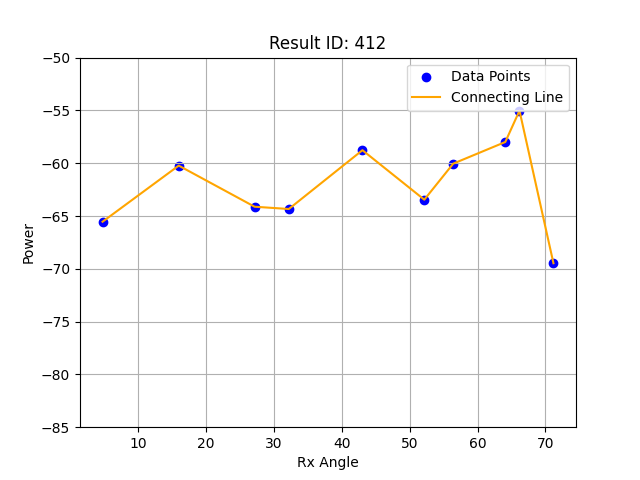 Result ID: 412
Data Points
Connecting Line
Power
−50
−55
−60
−65
−70
−75
−80
−85
10 20 30 40 50 60 70
Rx Angle